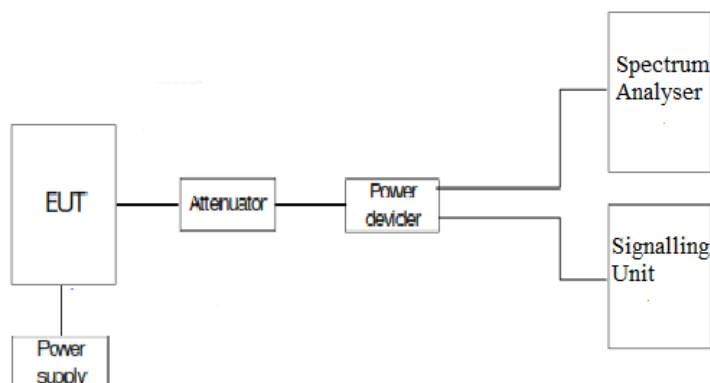 Spectrum
Analyser
EUT
Attenuator
Power
devider
Signalling
Unit
Power
supply